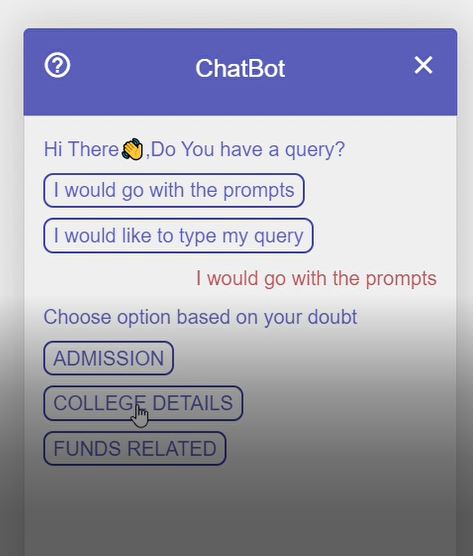 ChatBot
Hi There👋,Do You have a query?
I would go with the prompts
I would like to type my query
I would go with the prompts
Choose option based on your doubt
ADMISSION
COLLEGE DETAILS
FUNDS RELATED